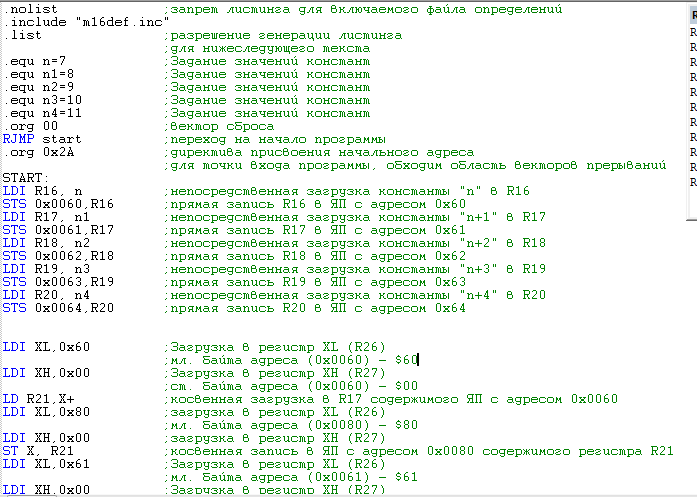 .nolist ;запрет листинга для включаемого файла определений
.include "m16def.inc"
.list ;разрешение генерации листинга
;для нижеследующего текста
.equ n=7 ;Задание значений констант
.equ n1=8 ;Задание значений констант
.equ n2=9 ;Задание значений констант
.equ n3=10 ;Задание значений констант
.equ n4=11 ;Задание значений констант
.org 00 ;вектор сброса
RJMP start ;переход на начало программы
.org 0x2A ;директива присвоения начального адреса
;для точки входа программы, обходим область векторов прерываний
START:
LDI R16, n ;непосредственная загрузка константы "n" в R16
STS 0x0060,R16 ;прямая запись R16 в ЯП с адресом 0x60
LDI R17, n1 ;непосредственная загрузка константы "n+1" в R17
STS 0x0061,R17 ;прямая запись R17 в ЯП с адресом 0x61
LDI R18, n2 ;непосредственная загрузка константы "n+2" в R18
STS 0x0062,R18 ;прямая запись R18 в ЯП с адресом 0x62
LDI R19, n3 ;непосредственная загрузка константы "n+3" в R19
STS 0x0063,R19 ;прямая запись R19 в ЯП с адресом 0x63
LDI R20, n4 ;непосредственная загрузка константы "n+4" в R20
STS 0x0064,R20 ;прямая запись R20 в ЯП с адресом 0x64
LDI XL,0x60 ;Загрузка в регистр XL (R26)
;мл. байта адреса (0x0060) – $60
LDI XH,0x00 ;Загрузка в регистр XH (R27)
;ст. байта адреса (0x0060) – $00
LD R21,X+ ;косвенная загрузка в R17 содержимого ЯП с адресом 0x0060
LDI XL,0x80 ;загрузка в регистр XL (R26)
;мл. байта адреса (0x0080) – $80
LDI XH,0x00 ;загрузка в регистр XH (R27)
ST X, R21 ;косвенная запись в ЯП с адресом 0x0080 содержимого регистра R21
LDI XL,0x61 ;Загрузка в регистр XL (R26)
;мл. байта адреса (0x0061) – $61
LDI XH,0x00 ;Загрузка в регистр XH (R27)
R
R
R
R
R
R
R
R
R
R
R
R